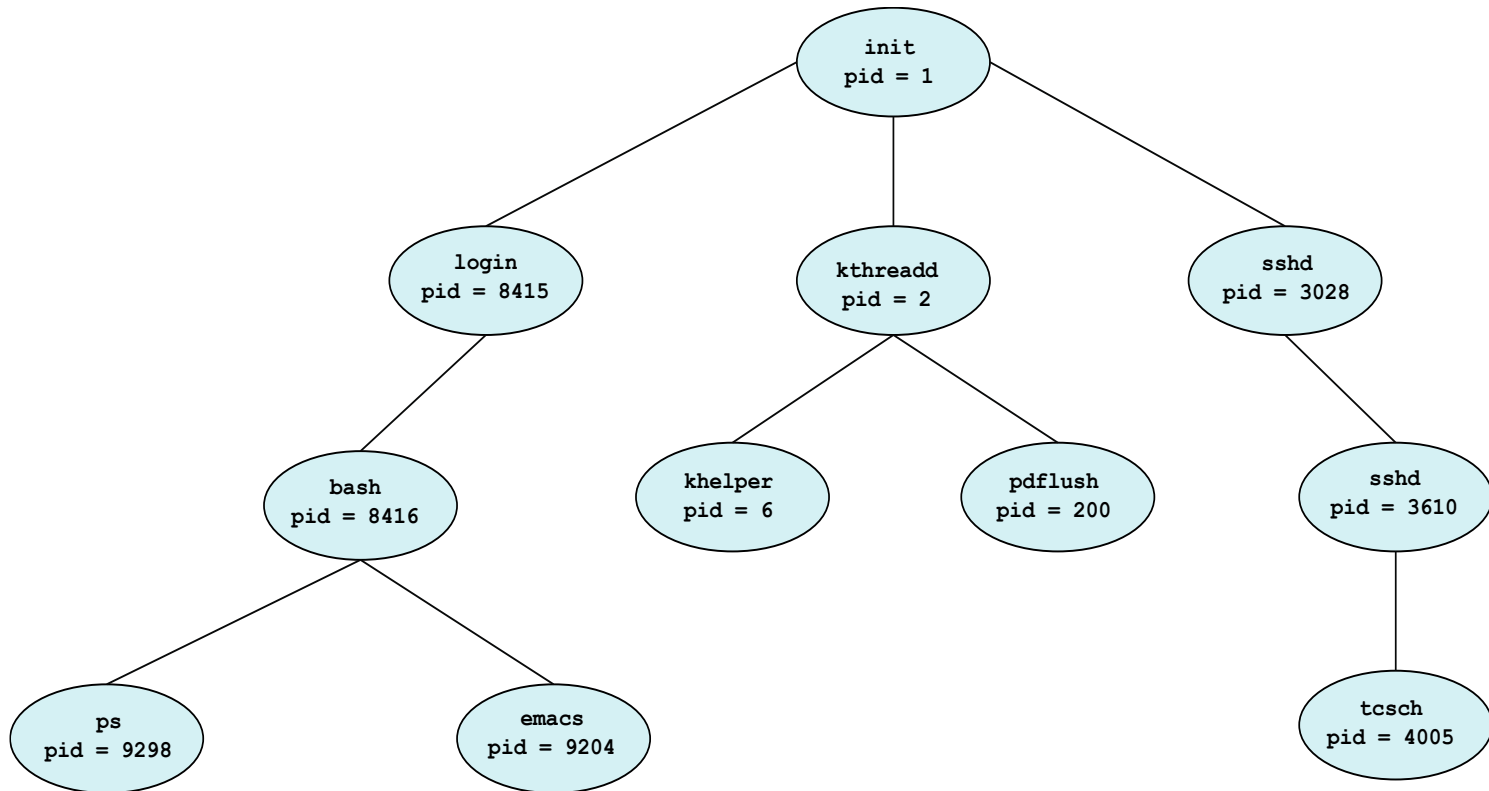 init
pid = 1
login
pid = 8415
kthreadd
pid = 2
sshd
pid = 3028
bash
pid = 8416
khelper
pid = 6
pdflush
pid = 200
sshd
pid = 3610
ps
pid = 9298
emacs
pid = 9204
tcsch
pid = 4005